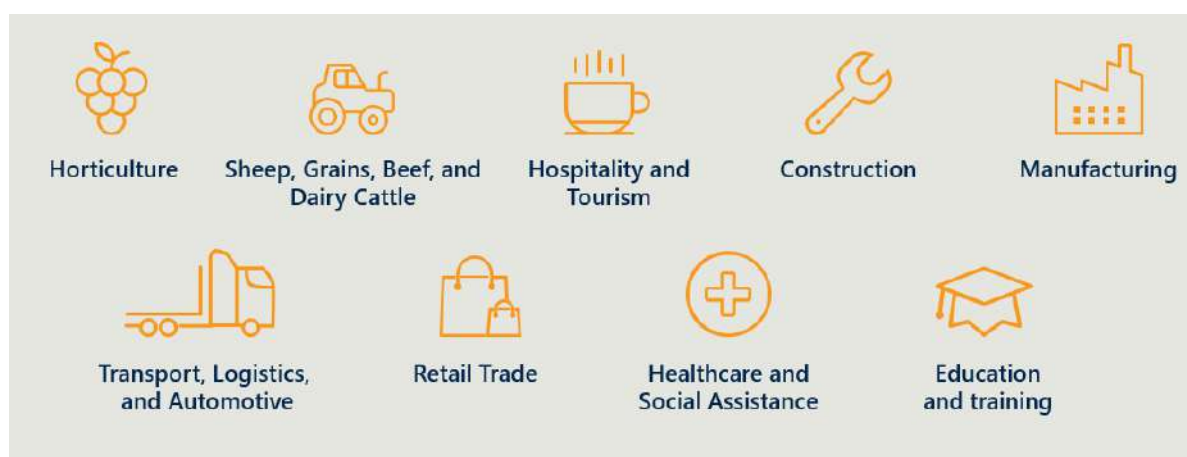 Horticulture
Sheep, Grains, Beef, and
Dairy Cattle
Hospitality and
Tourism
Construction
Manufacturing
Transport, Logistics,
and Automotive
Retail Trade
Healthcare and
Social Assistance
Education
and training